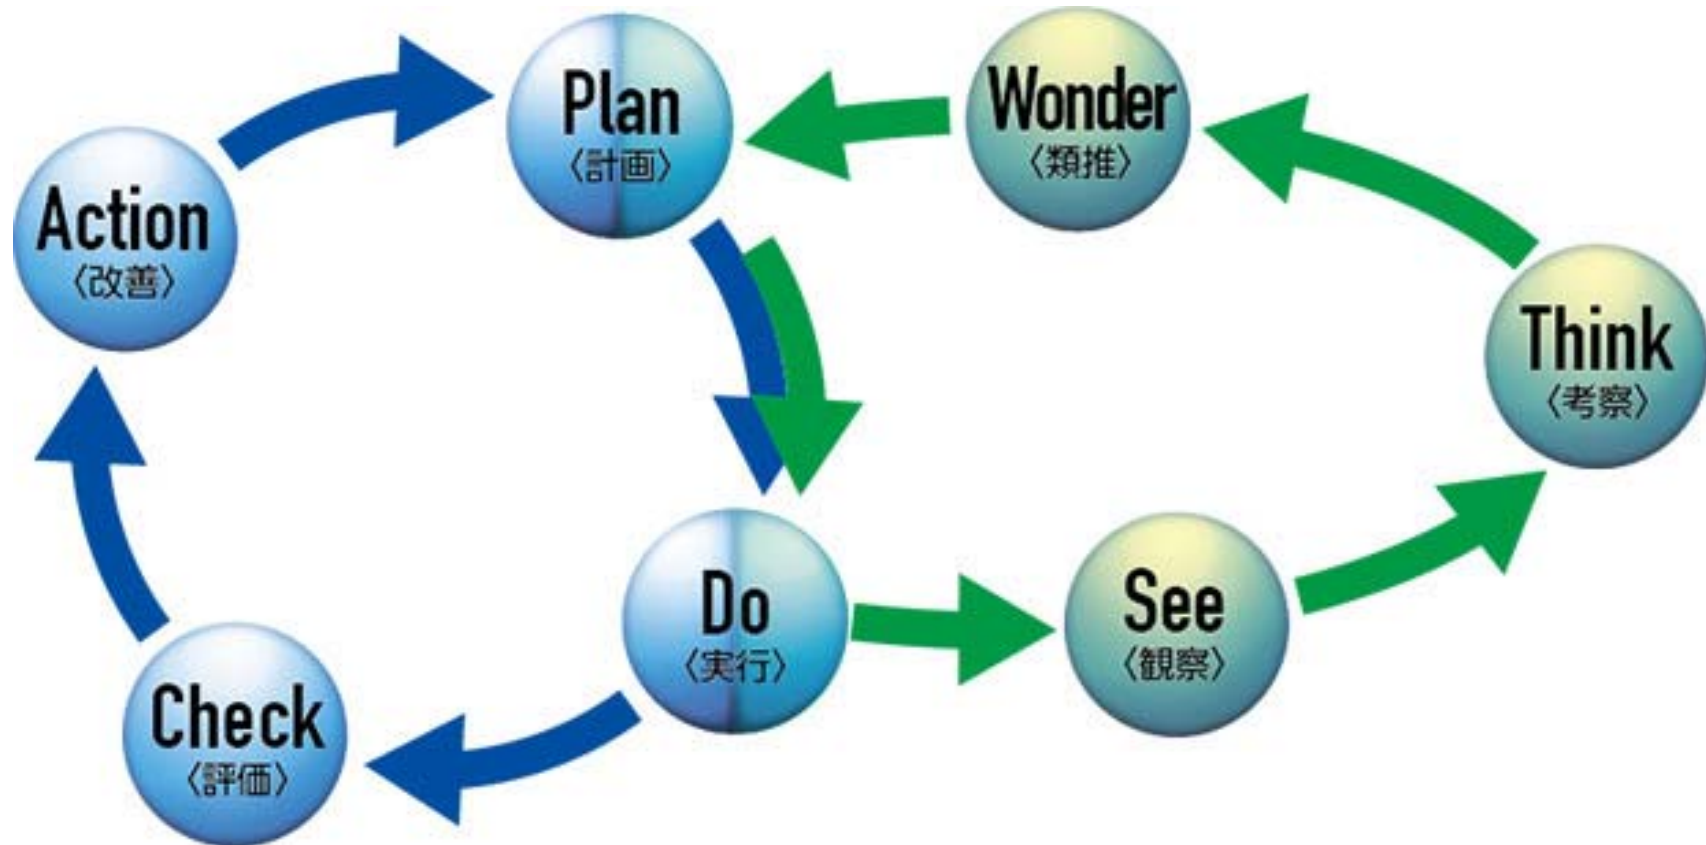 Plan
〈計画〉
Wonder
〈類推〉
Action
〈改善〉
Think
〈考察〉
Do
〈実行〉
See
〈観察〉
Check
〈評価〉